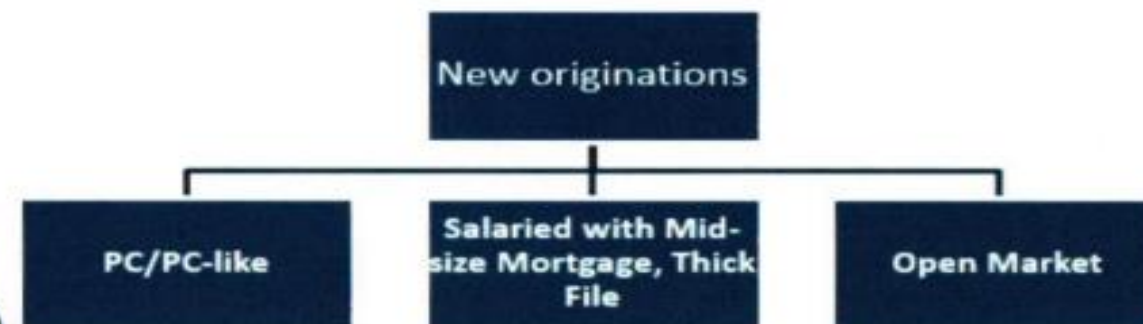 New originations
PC/PC-like
Salaried with Mid-
size Mortgage, Thick
File
Open Market